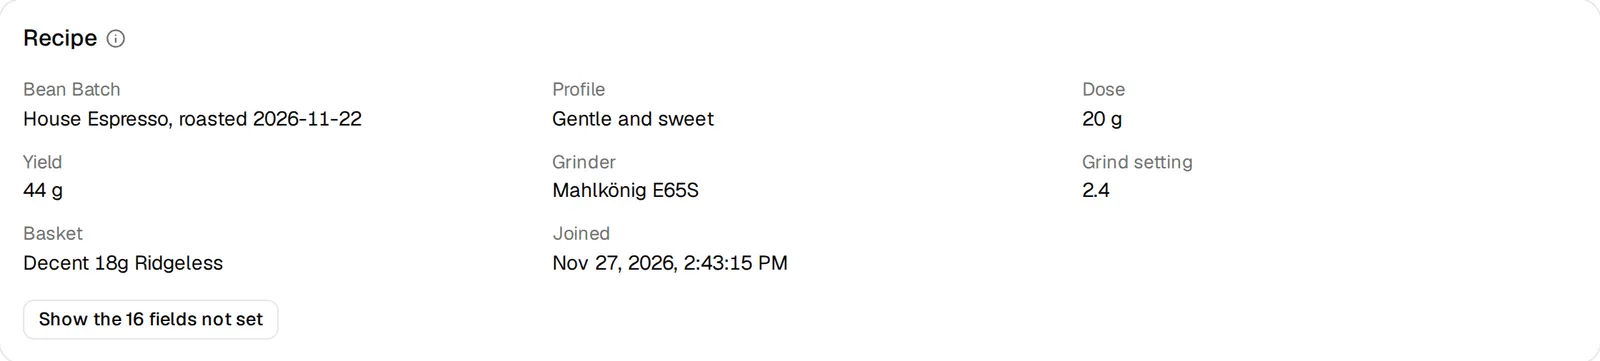 Recipe
Bean Batch
House Espresso, roasted 2026-11-22
Profile
Gentle and sweet
Dose
20 g
Yield
44 g
Grinder
Mahlkönig E65S
Grind setting
2.4
Basket
Decent 18g Ridgeless
Joined
Nov 27, 2026, 2:43:15 PM
Show the 16 fields not set